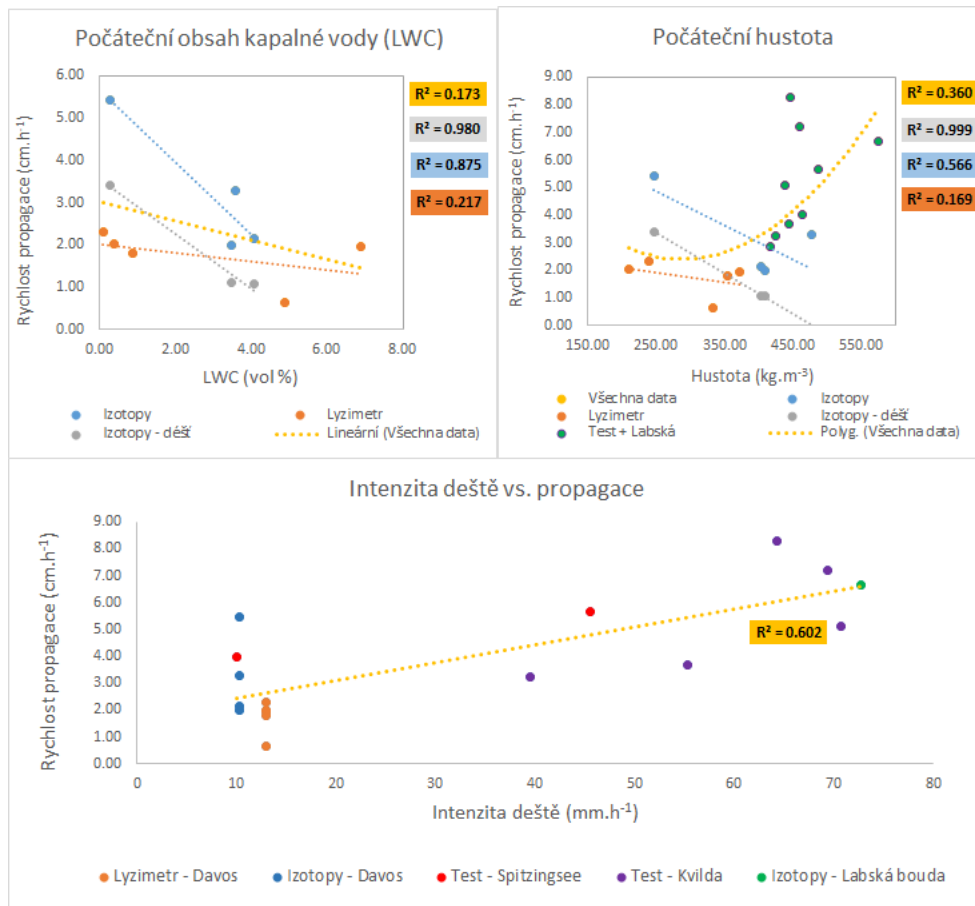 Počáteční obsah kapalné vody (LWC)
Rychlost propagace (cm.h⁻¹)
6.00
5.00
4.00
3.00
2.00
1.00
0.00
0.00 2.00 4.00 6.00 8.00
LWC (vol %)
R² = 0.173
R² = 0.980
R² = 0.875
R² = 0.217
Izotopy
Lyzimetr
Izotopy - déšť
Lineární (Všechna data)
Počáteční hustota
Rychlost propagace (cm.h⁻¹)
9.00
8.00
7.00
6.00
5.00
4.00
3.00
2.00
1.00
0.00
150.00 250.00 350.00 450.00 550.00
Hustota (kg.m⁻³)
R² = 0.360
R² = 0.999
R² = 0.566
R² = 0.169
Všechna data
Izotopy
Lyzimetr
Izotopy - déšť
Test + Labská
Polyg. (Všechna data)
Intenzita deště vs. propagace
Rychlost propagace (cm.h⁻¹)
9.00
8.00
7.00
6.00
5.00
4.00
3.00
2.00
1.00
0.00
0 10 20 30 40 50 60 70 80
Intenzita deště (mm.h⁻¹)
R² = 0.602
Lyzimetr - Davos
Izotopy - Davos
Test - Spitzingsee
Test - Kvilda
Izotopy - Labská bouda